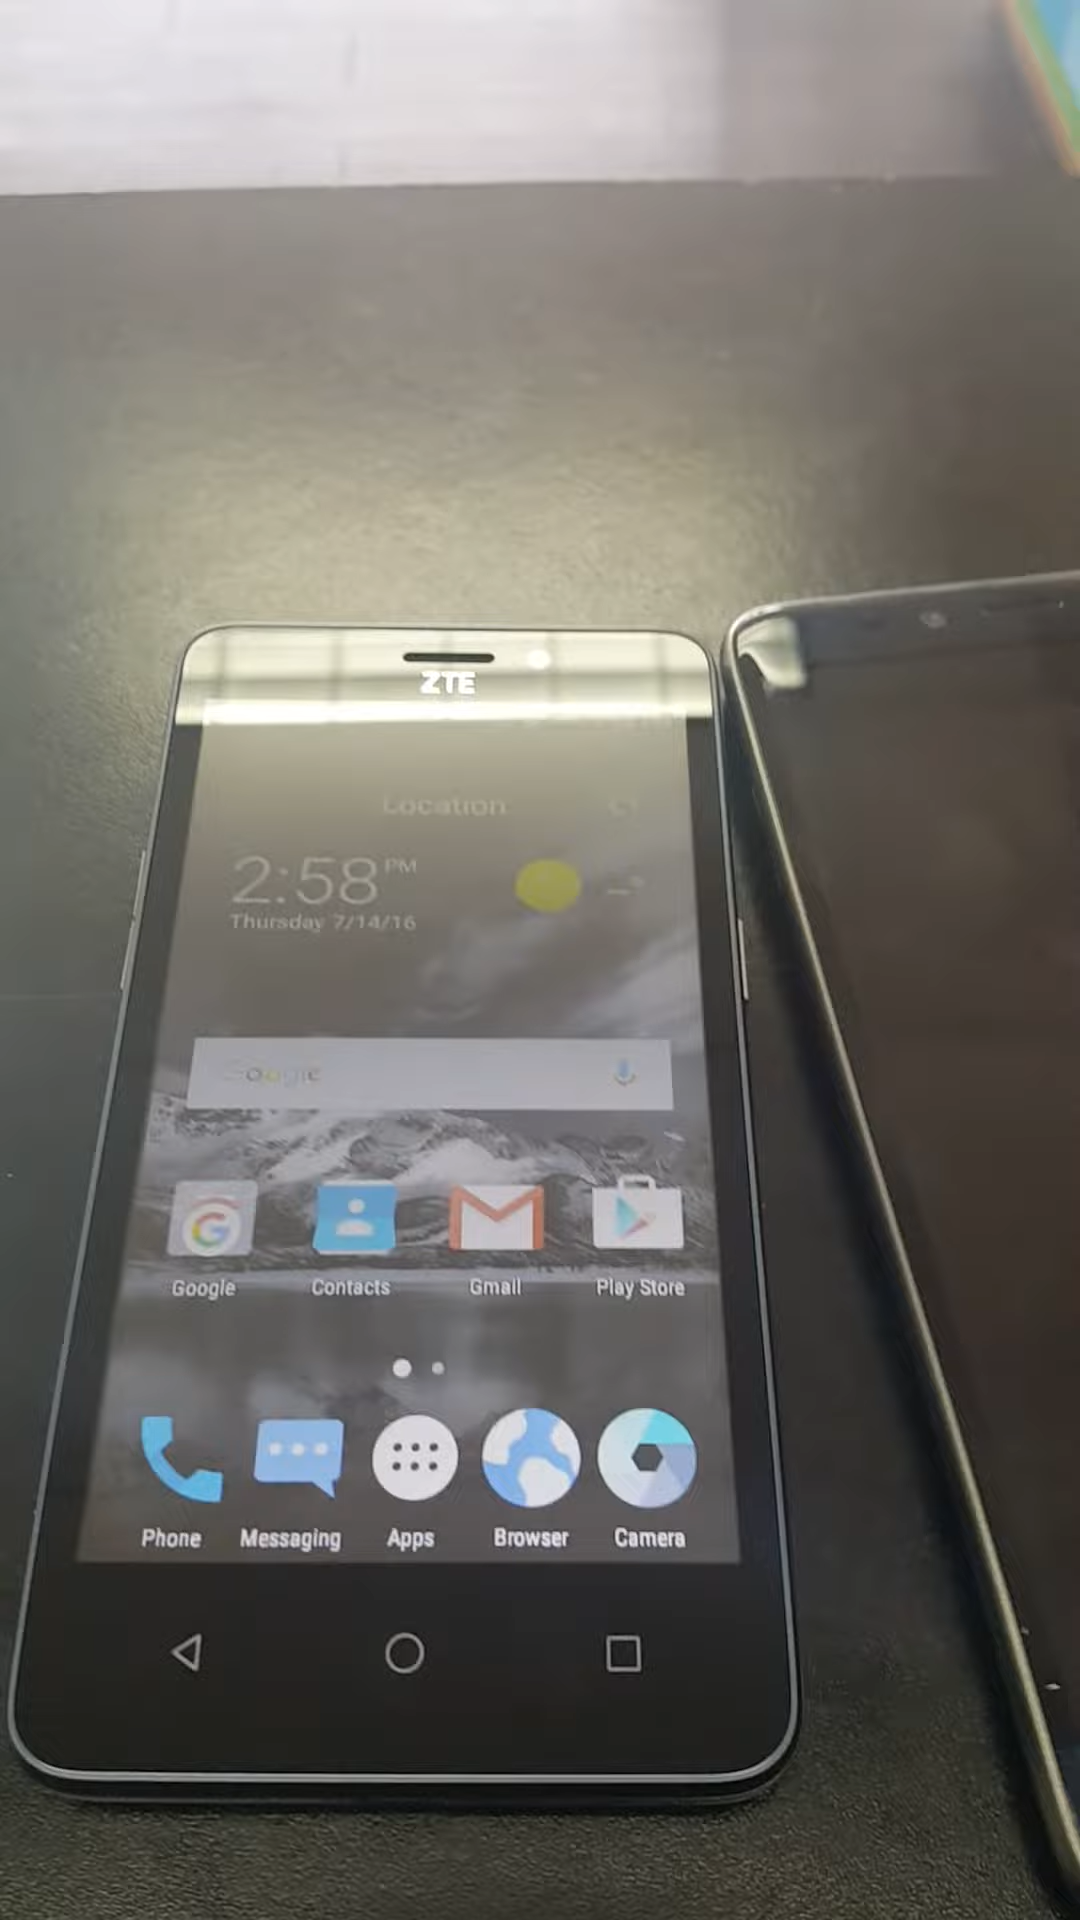 ZTE
Location
2:58 PM
Thursday 7/14/16
Google
Google Contacts Gmail Play Store
Phone Messaging Apps Browser Camera